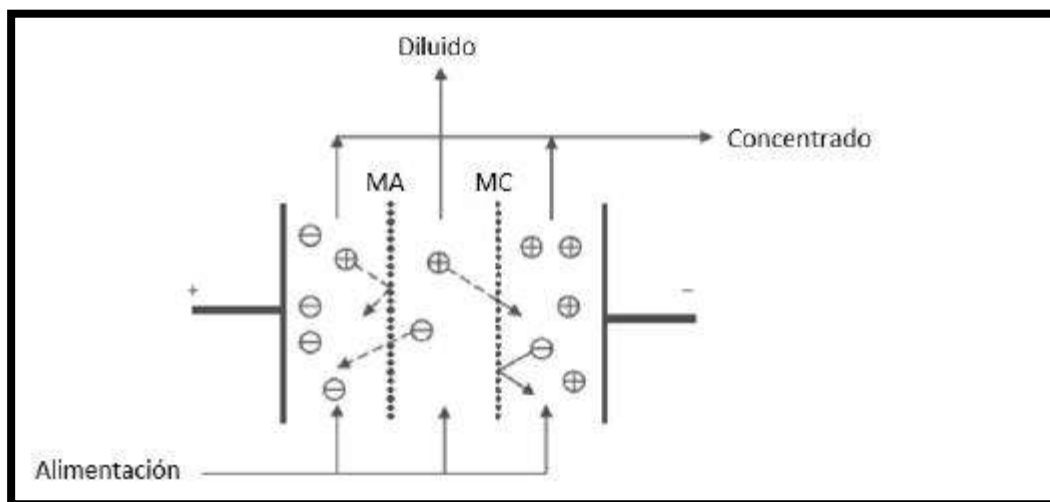 Diluido
Concentrado
MA MC
+ −
Alimentación